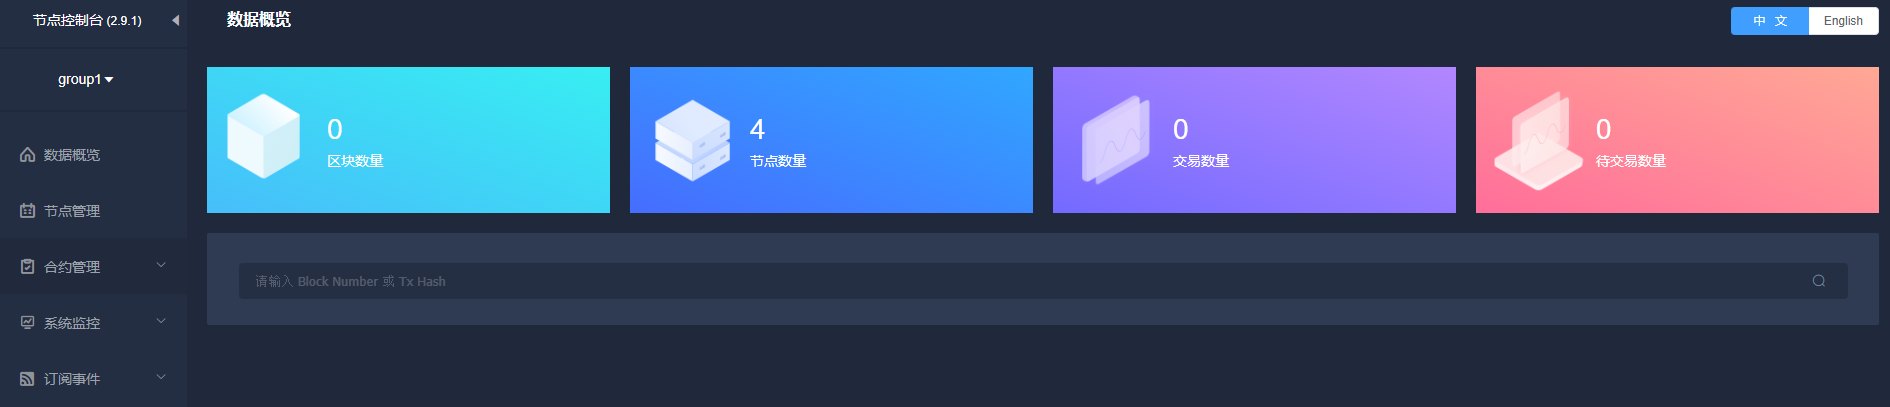 节点控制台 (2.9.1)
group1
数据概览
节点管理
合约管理
系统监控
订阅事件
数据概览
中 文
English
0
区块数量
4
节点数量
0
交易数量
0
待交易数量
请输入 Block Number 或 Tx Hash